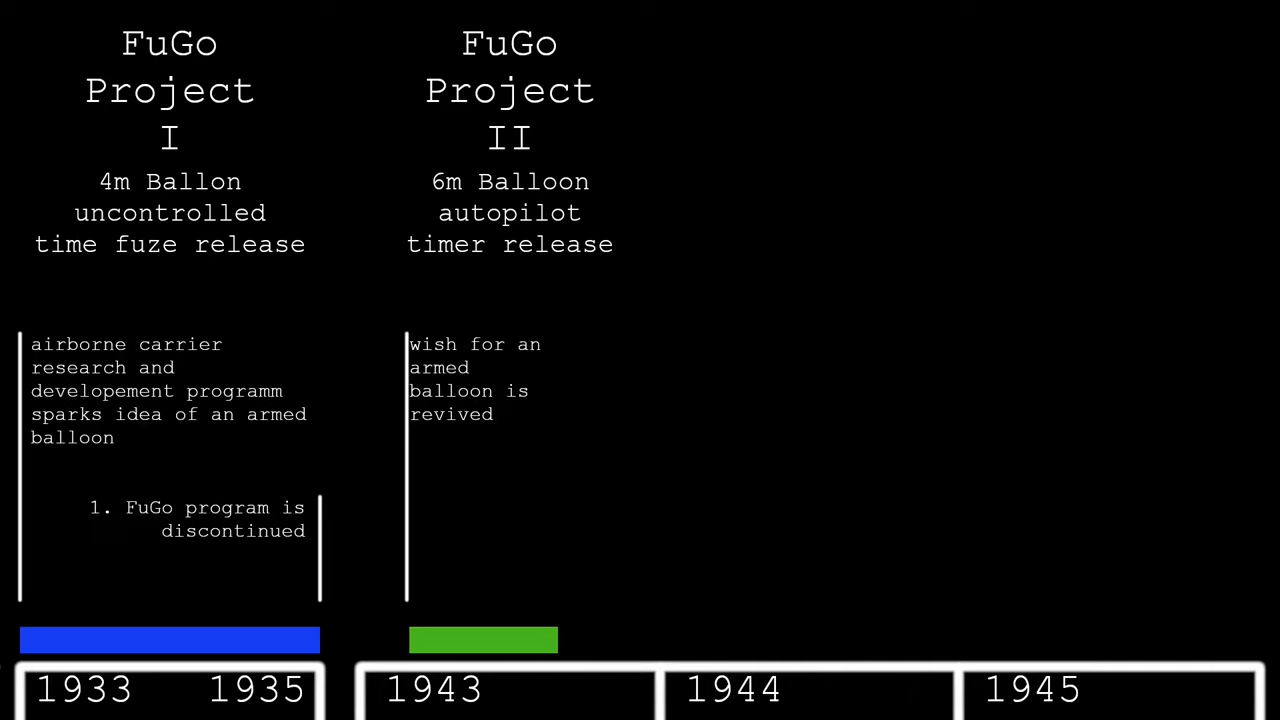 FuGo
Project
I
4m Ballon
uncontrolled
time fuze release
airborne carrier
research and
developement programm
sparks idea of an armed
balloon
1. FuGo program is
discontinued
FuGo
Project
II
6m Balloon
autopilot
timer release
wish for an
armed
balloon is
revived
1933 1935 1943 1944 1945